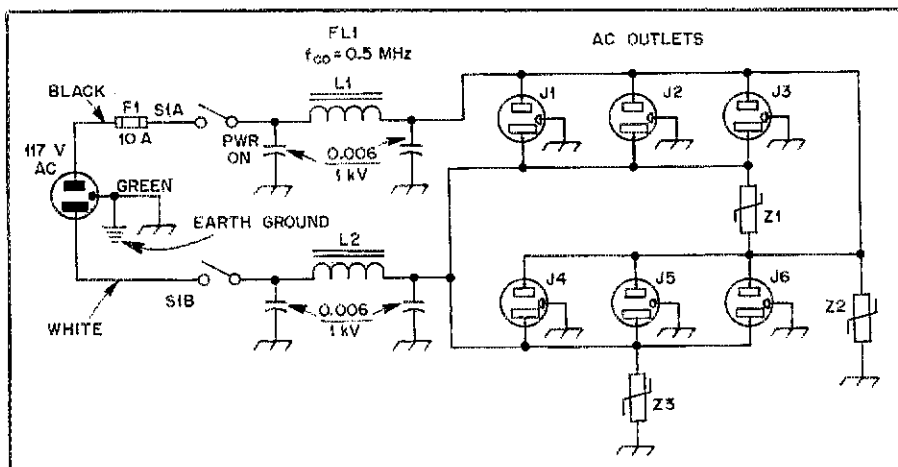 FL1
fco = 0.5 MHz
AC OUTLETS
BLACK
F1
10 A
S1A
PWR
ON
L1
J1
J2
J3
0.006
1 kV
117 V
AC
GREEN
EARTH GROUND
Z1
L2
J4
J5
J6
S1B
WHITE
0.006
1 kV
Z2
Z3